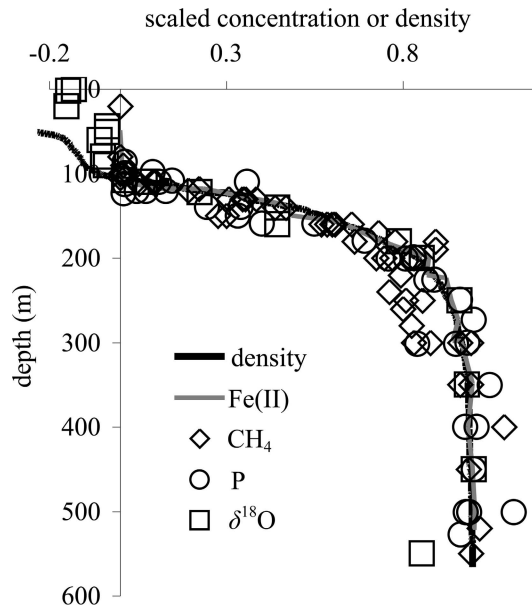 scaled concentration or density
-0.2 0.3 0.8
0
100
200
300
400
500
600
depth (m)
density
Fe(II)
CH₄
P
δ¹⁸O